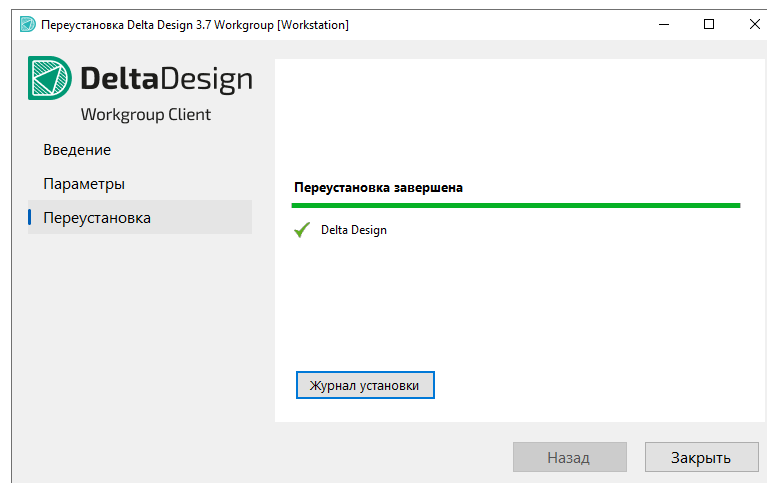 Переустановка Delta Design 3.7 Workgroup [Workstation]
DeltaDesign
Workgroup Client
Введение
Параметры
Переустановка
Переустановка завершена
Delta Design
Журнал установки
Назад
Закрыть